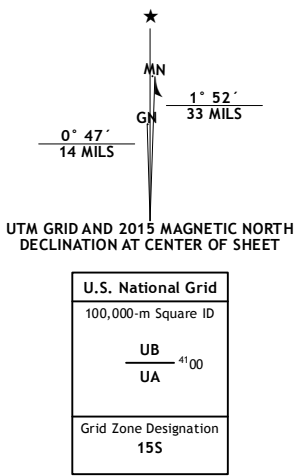 ★
MN
1° 52´
33 MILS
GN
0° 47´
14 MILS
UTM GRID AND 2015 MAGNETIC NORTH
DECLINATION AT CENTER OF SHEET
U.S. National Grid
100,000-m Square ID
UB
⁴¹00
UA
Grid Zone Designation
15S